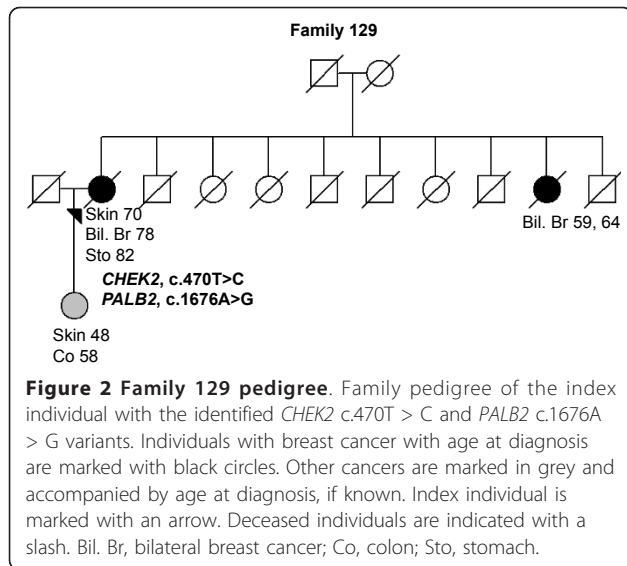 Family 129
Skin 70
Bil. Br 78
Sto 82
Bil. Br 59, 64
CHEK2, c.470T>C
PALB2, c.1676A>G
Skin 48
Co 58
Figure 2 Family 129 pedigree. Family pedigree of the index
individual with the identified CHEK2 c.470T > C and PALB2 c.1676A
> G variants. Individuals with breast cancer with age at diagnosis
are marked with black circles. Other cancers are marked in grey and
accompanied by age at diagnosis, if known. Index individual is
marked with an arrow. Deceased individuals are indicated with a
slash. Bil. Br, bilateral breast cancer; Co, colon; Sto, stomach.